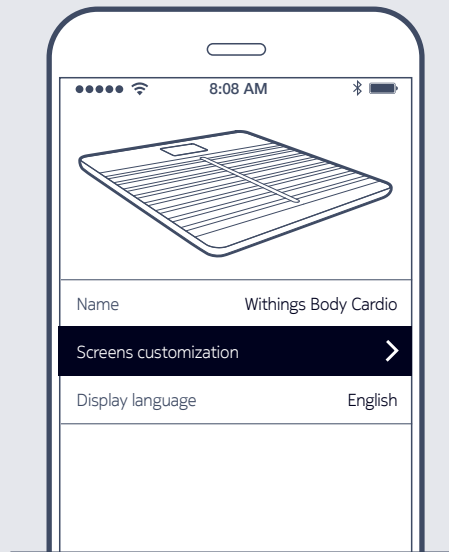 8:08 AM
Name Withings Body Cardio
Screens customization
Display language English